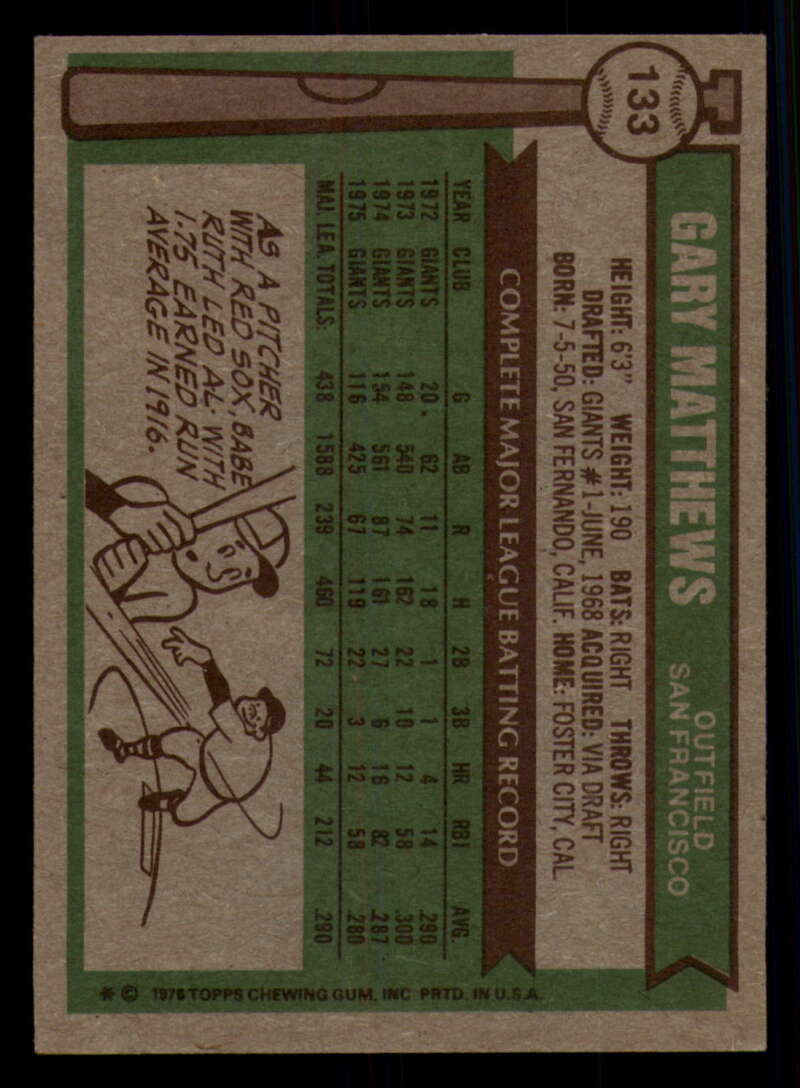 133
GARY MATTHEWS
OUTFIELD
SAN FRANCISCO
HEIGHT: 6'3" WEIGHT: 190 BATS: RIGHT THROWS: RIGHT
DRAFTED: GIANTS #1-JUNE, 1968 ACQUIRED: VIA DRAFT
BORN: 7-5-50, SAN FERNANDO, CALIF. HOME: FOSTER CITY, CAL
COMPLETE MAJOR LEAGUE BATTING RECORD
YEAR CLUB G AB R H 2B 3B HR RBI AVG.
1972 GIANTS 20 62 11 18 1 1 4 14 .290
1973 GIANTS 148 540 74 162 22 10 12 58 .300
1974 GIANTS 154 561 87 161 27 6 16 82 .287
1975 GIANTS 116 425 67 119 22 3 12 58 .280
MAJ. LEA. TOTALS: 438 1588 239 460 72 20 44 212 .290
AS A PITCHER
WITH RED SOX, BABE
RUTH LED AL. WITH
1.75 EARNED RUN
AVERAGE IN 1916.
* © 1976 TOPPS CHEWING GUM, INC PRTD. IN U.S.A.